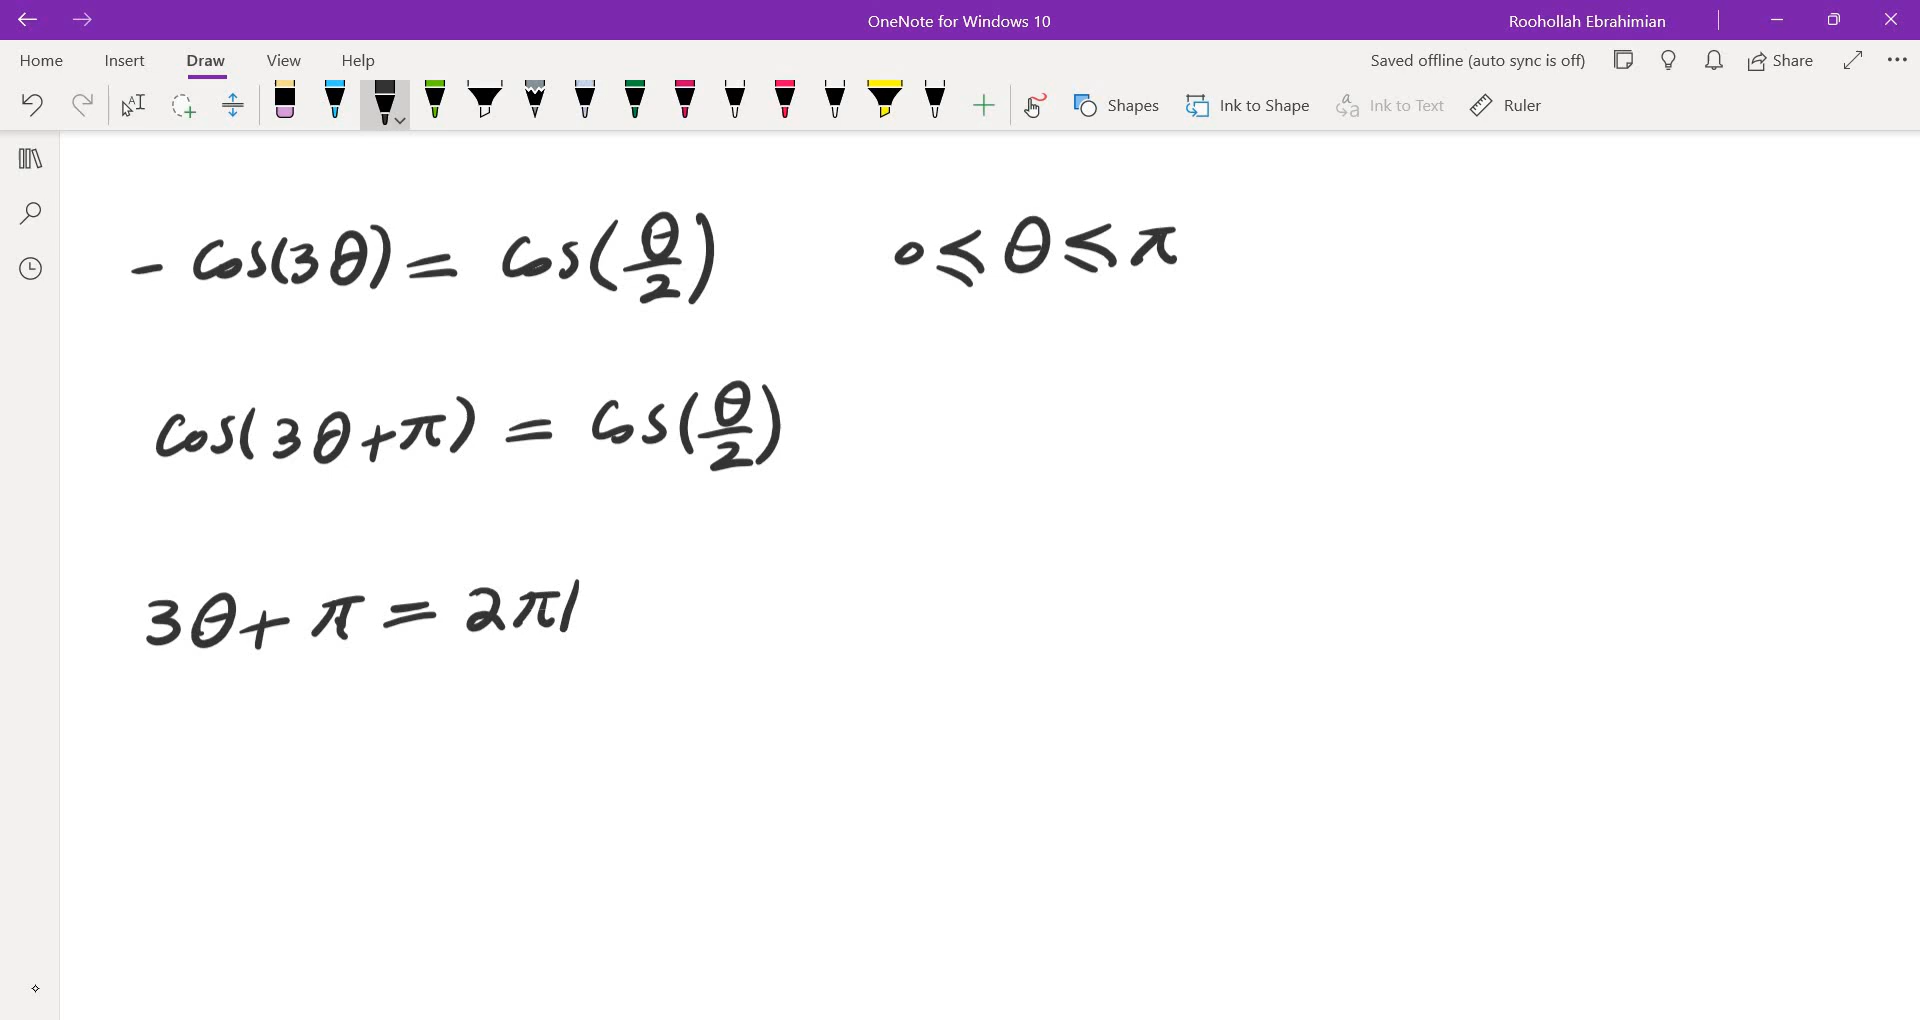 OneNote for Windows 10
Roohollah Ebrahimian
Home Insert Draw View Help
Saved offline (auto sync is off) Share
Shapes Ink to Shape Ink to Text Ruler
- cos(3θ) = cos(θ/2) 0 ≤ θ ≤ π
cos(3θ+π) = cos(θ/2)
3θ + π = 2π